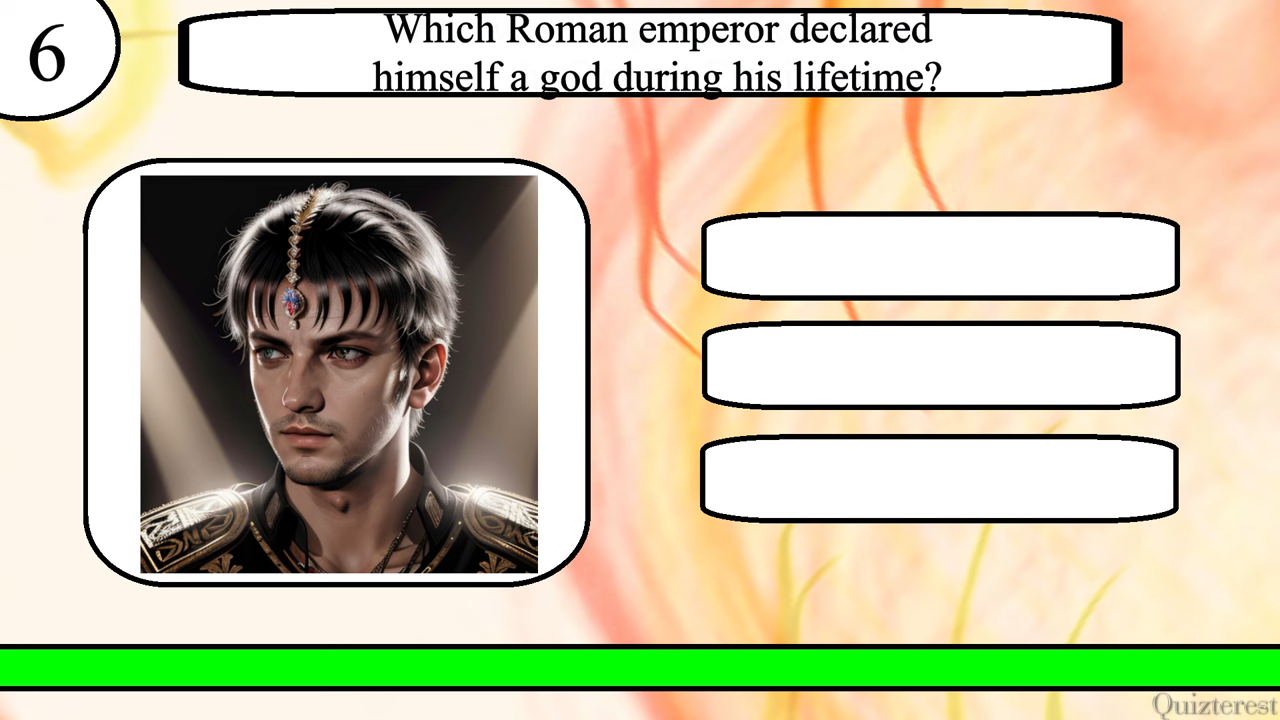 6
Which Roman emperor declared
himself a god during his lifetime?
Quizterest